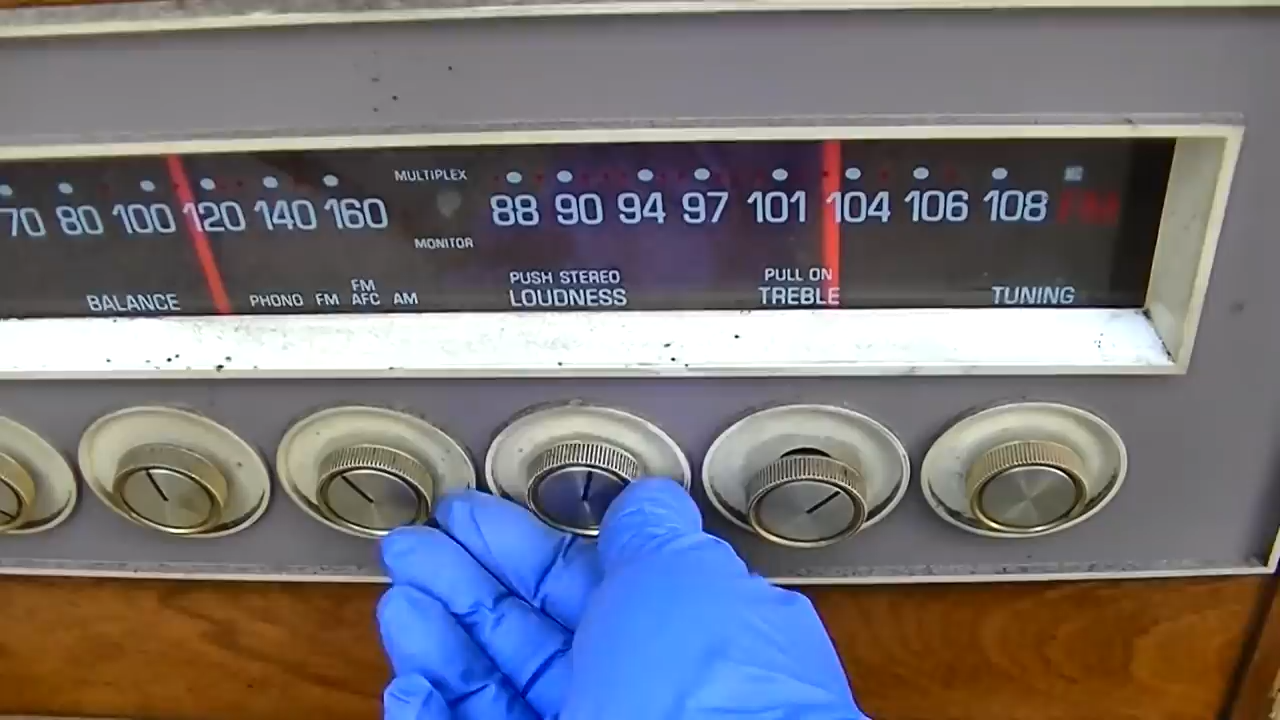 MULTIPLEX
70 80 100 120 140 160 88 90 94 97 101 104 106 108 FM
MONITOR
BALANCE PHONO FM FM AFC AM
PUSH STEREO
LOUDNESS
PULL ON
TREBLE
TUNING